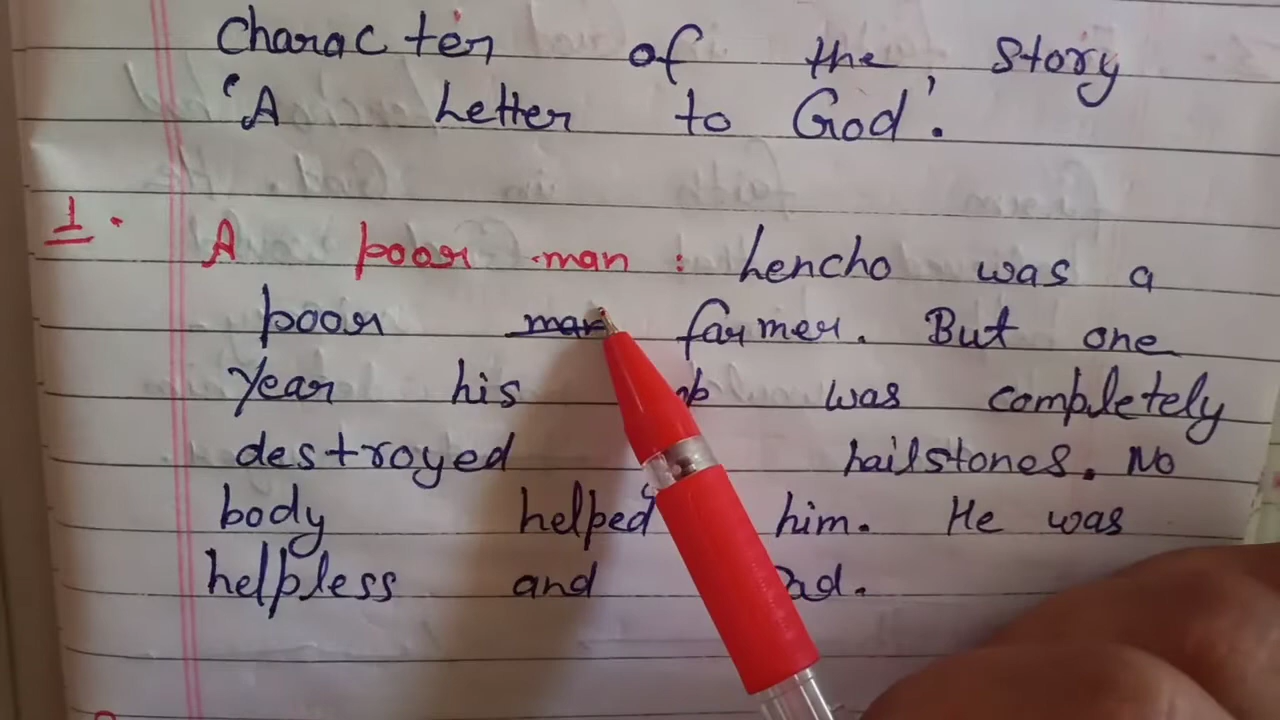 character of the story
'A Letter to God'.
1. A poor man : Lencho was a
poor man farmer. But one
year his was completely
destroyed hailstones. No
body helped him. He was
helpless and